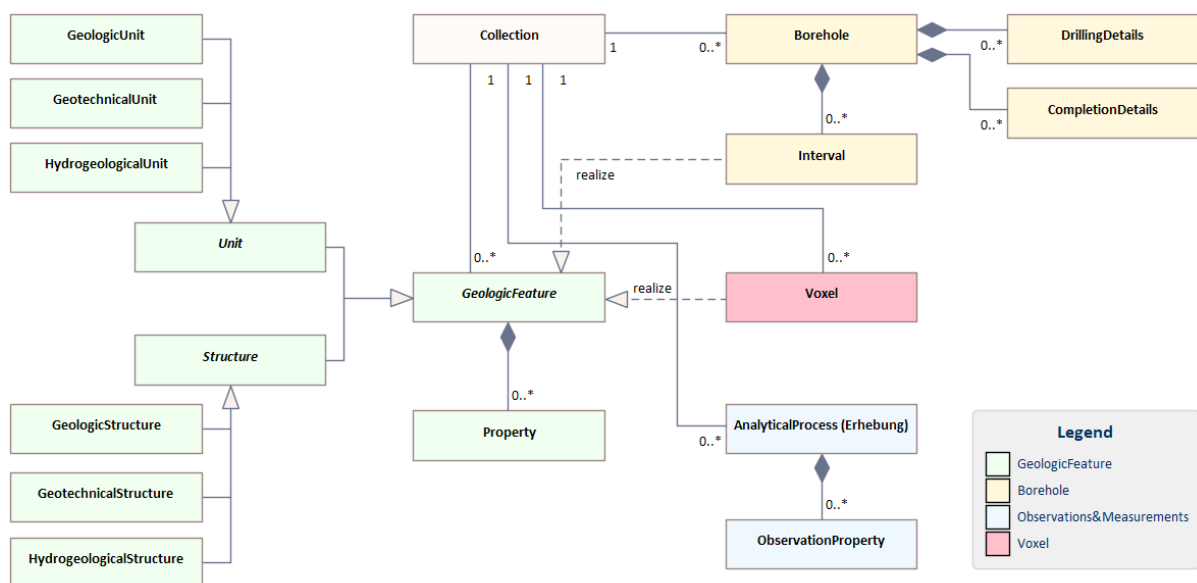 GeologicUnit
Collection
Borehole
DrillingDetails
1
0..*
0..*
GeotechnicalUnit
1
1
1
CompletionDetails
0..*
0..*
HydrogeologicalUnit
Interval
realize
Unit
0..*
0..*
GeologicFeature
realize
Voxel
Structure
0..*
GeologicStructure
Property
AnalyticalProcess (Erhebung)
0..*
Legend
GeologicFeature
Borehole
Observations&Measurements
Voxel
GeotechnicalStructure
0..*
HydrogeologicalStructure
ObservationProperty